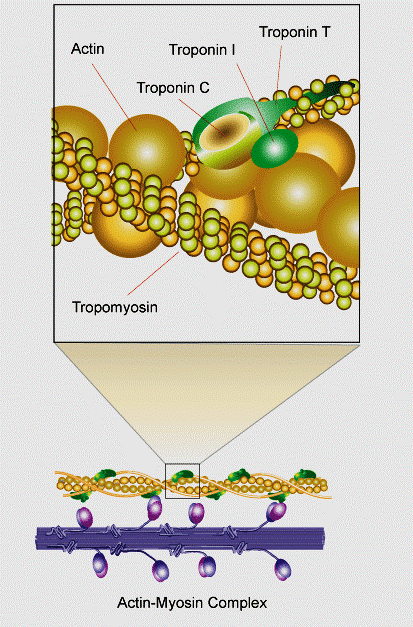 Troponin T
Actin
Troponin I
Troponin C
Tropomyosin
Actin-Myosin Complex